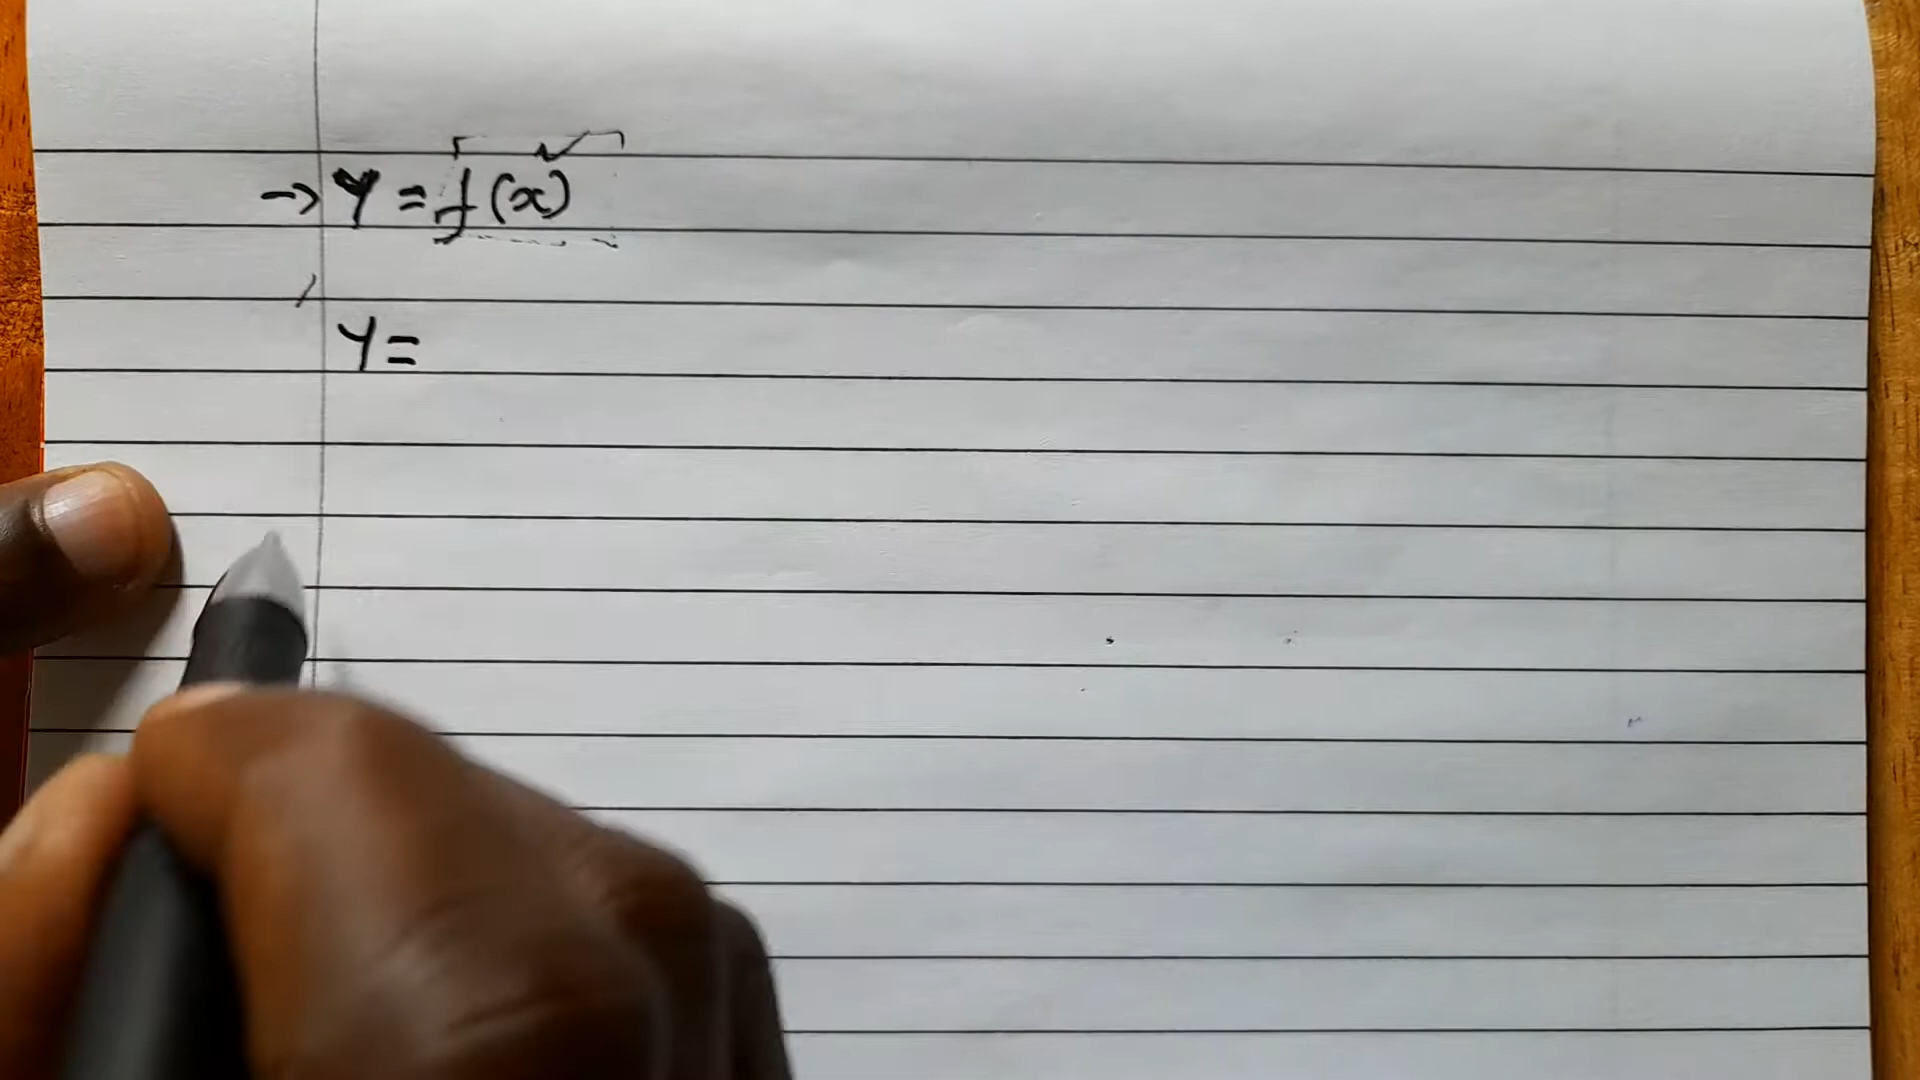 → Y = f(x)
Y =